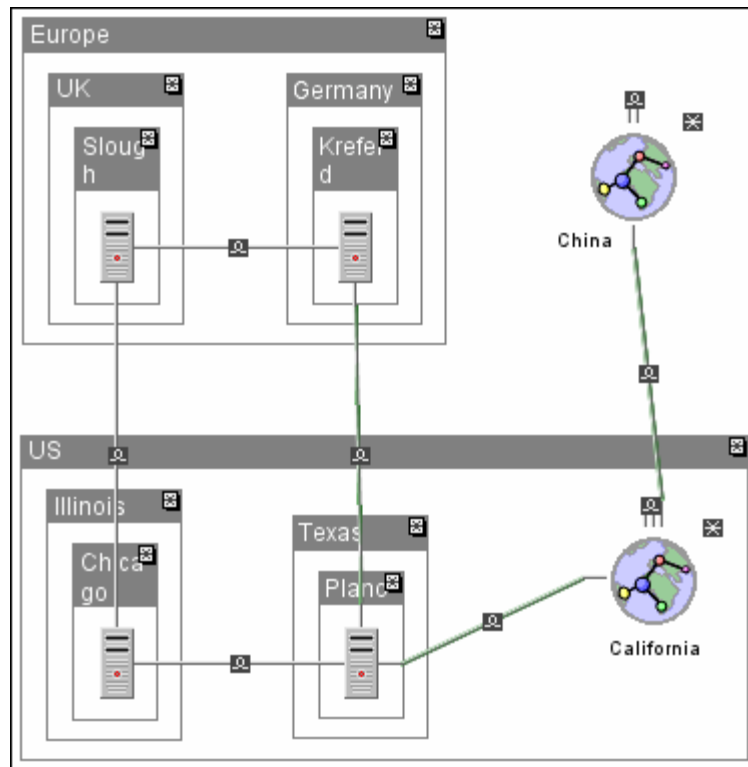 Europe
UK
Germany
Sloug
h
Krefel
d
China
US
Illinois
Texas
Chica
go
Plano
California